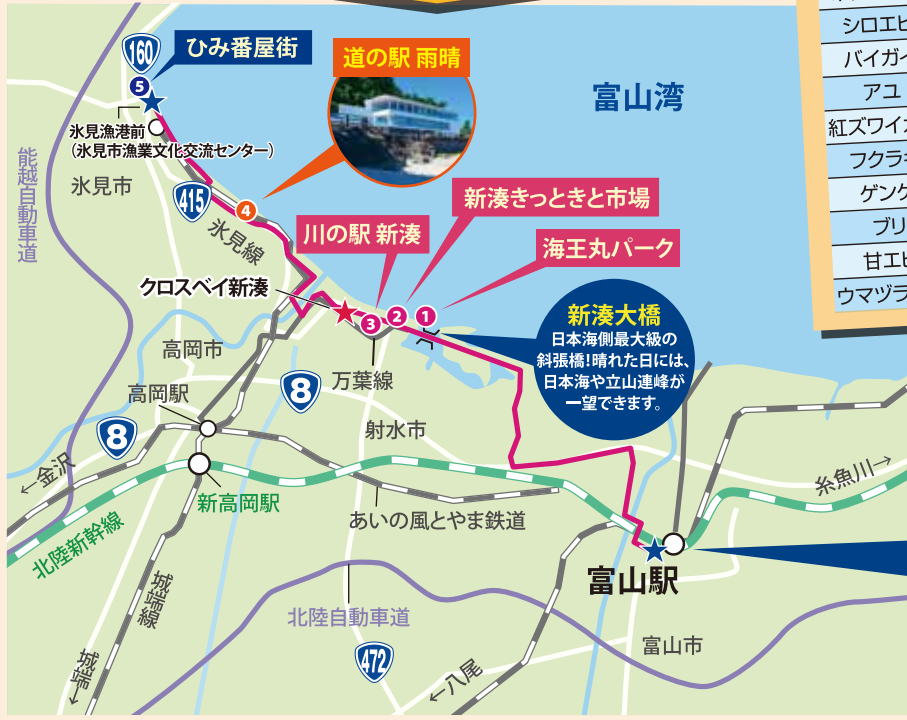 160
ひみ番屋街
道の駅 雨晴
富山湾
5
氷見漁港前
(氷見市漁業文化交流センター)
氷見市
能越自動車道
415
4
氷見線
新湊きっときと市場
川の駅 新湊
海王丸パーク
クロスベイ新湊
3
2
1
新湊大橋
日本海側最大級の
斜張橋!晴れた日には、
日本海や立山連峰が
一望できます。
高岡市
万葉線
高岡駅
8
8
射水市
←金沢
新高岡駅
あいの風とやま鉄道
糸魚川→
北陸新幹線
富山駅
城端線
北陸自動車道
富山市
472
←城端
←八尾
シロエビ
バイガイ
アユ
紅ズワイガ
フクラギ
ゲンゲ
ブリ
甘エビ
ウマヅラ